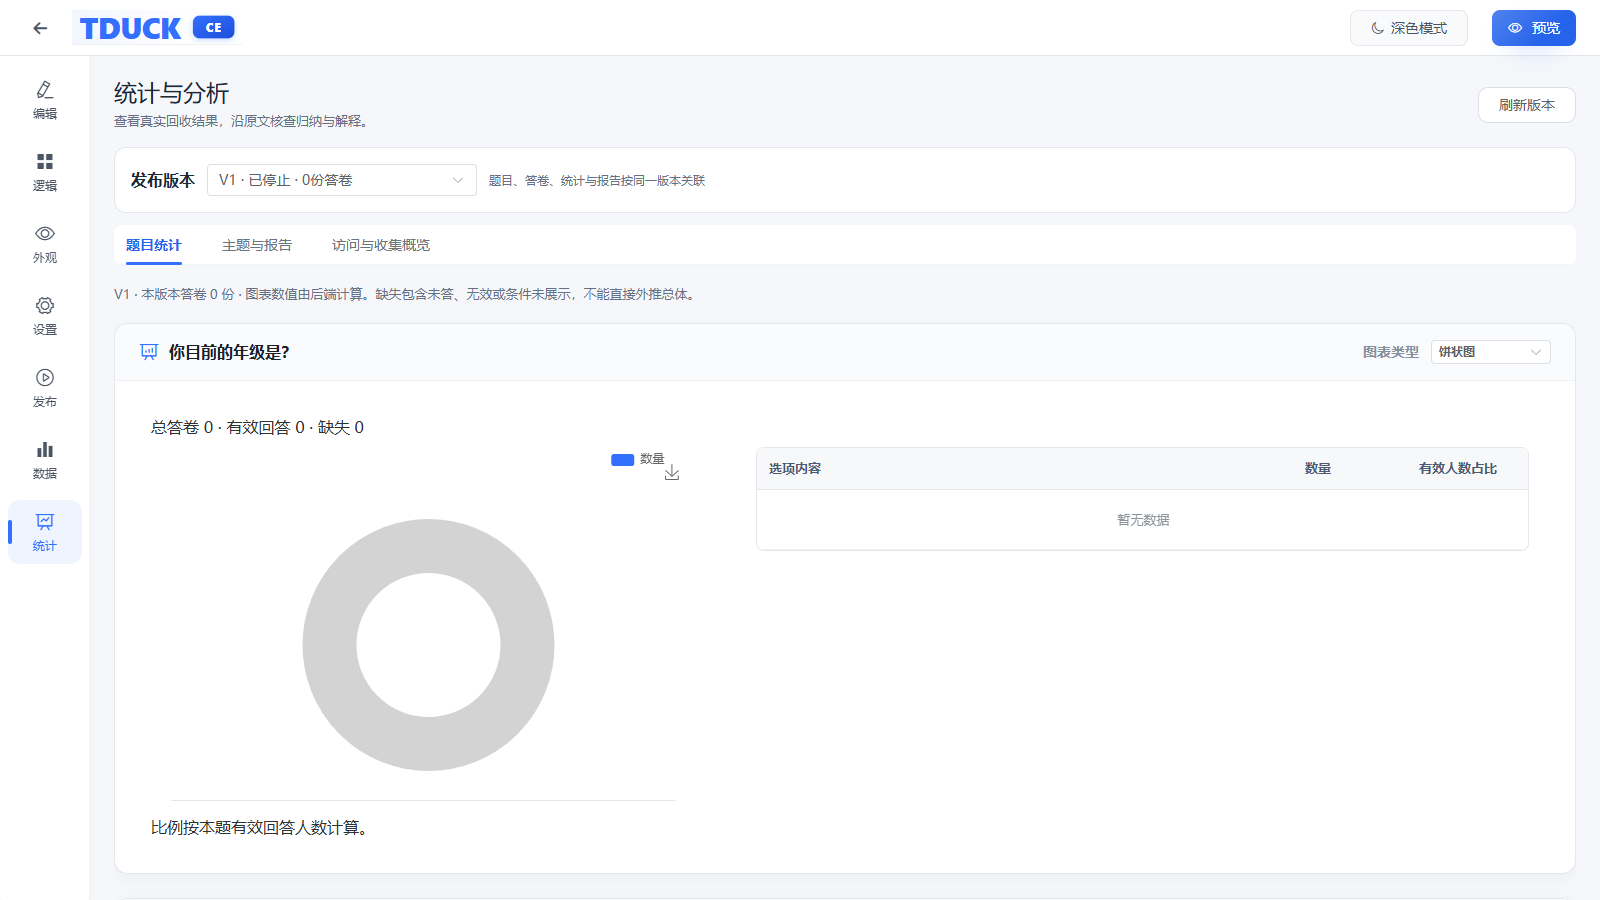 TDUCK CE
深色模式
预览
编辑
逻辑
外观
设置
发布
数据
统计
统计与分析
查看真实回收结果，沿原文核查归纳与解释。
刷新版本
发布版本
V1 · 已停止 · 0份答卷
题目、答卷、统计与报告按同一版本关联
题目统计
主题与报告
访问与收集概览
V1 · 本版本答卷 0 份 · 图表数值由后端计算。缺失包含未答、无效或条件未展示，不能直接外推总体。
你目前的年级是?
图表类型
饼状图
总答卷 0 · 有效回答 0 · 缺失 0
数量
选项内容 数量 有效人数占比
暂无数据
比例按本题有效回答人数计算。